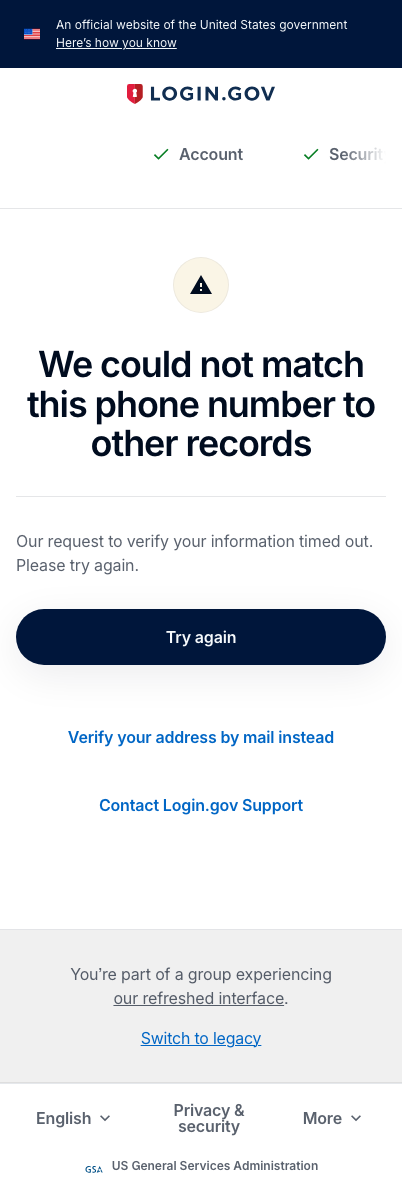 An official website of the United States government
Here’s how you know
LOGIN.GOV
Account
Securit
We could not match
this phone number to
other records
Our request to verify your information timed out.
Please try again.
Try again
Verify your address by mail instead
Contact Login.gov Support
You’re part of a group experiencing
our refreshed interface.
Switch to legacy
English
Privacy &
security
More
GSA US General Services Administration